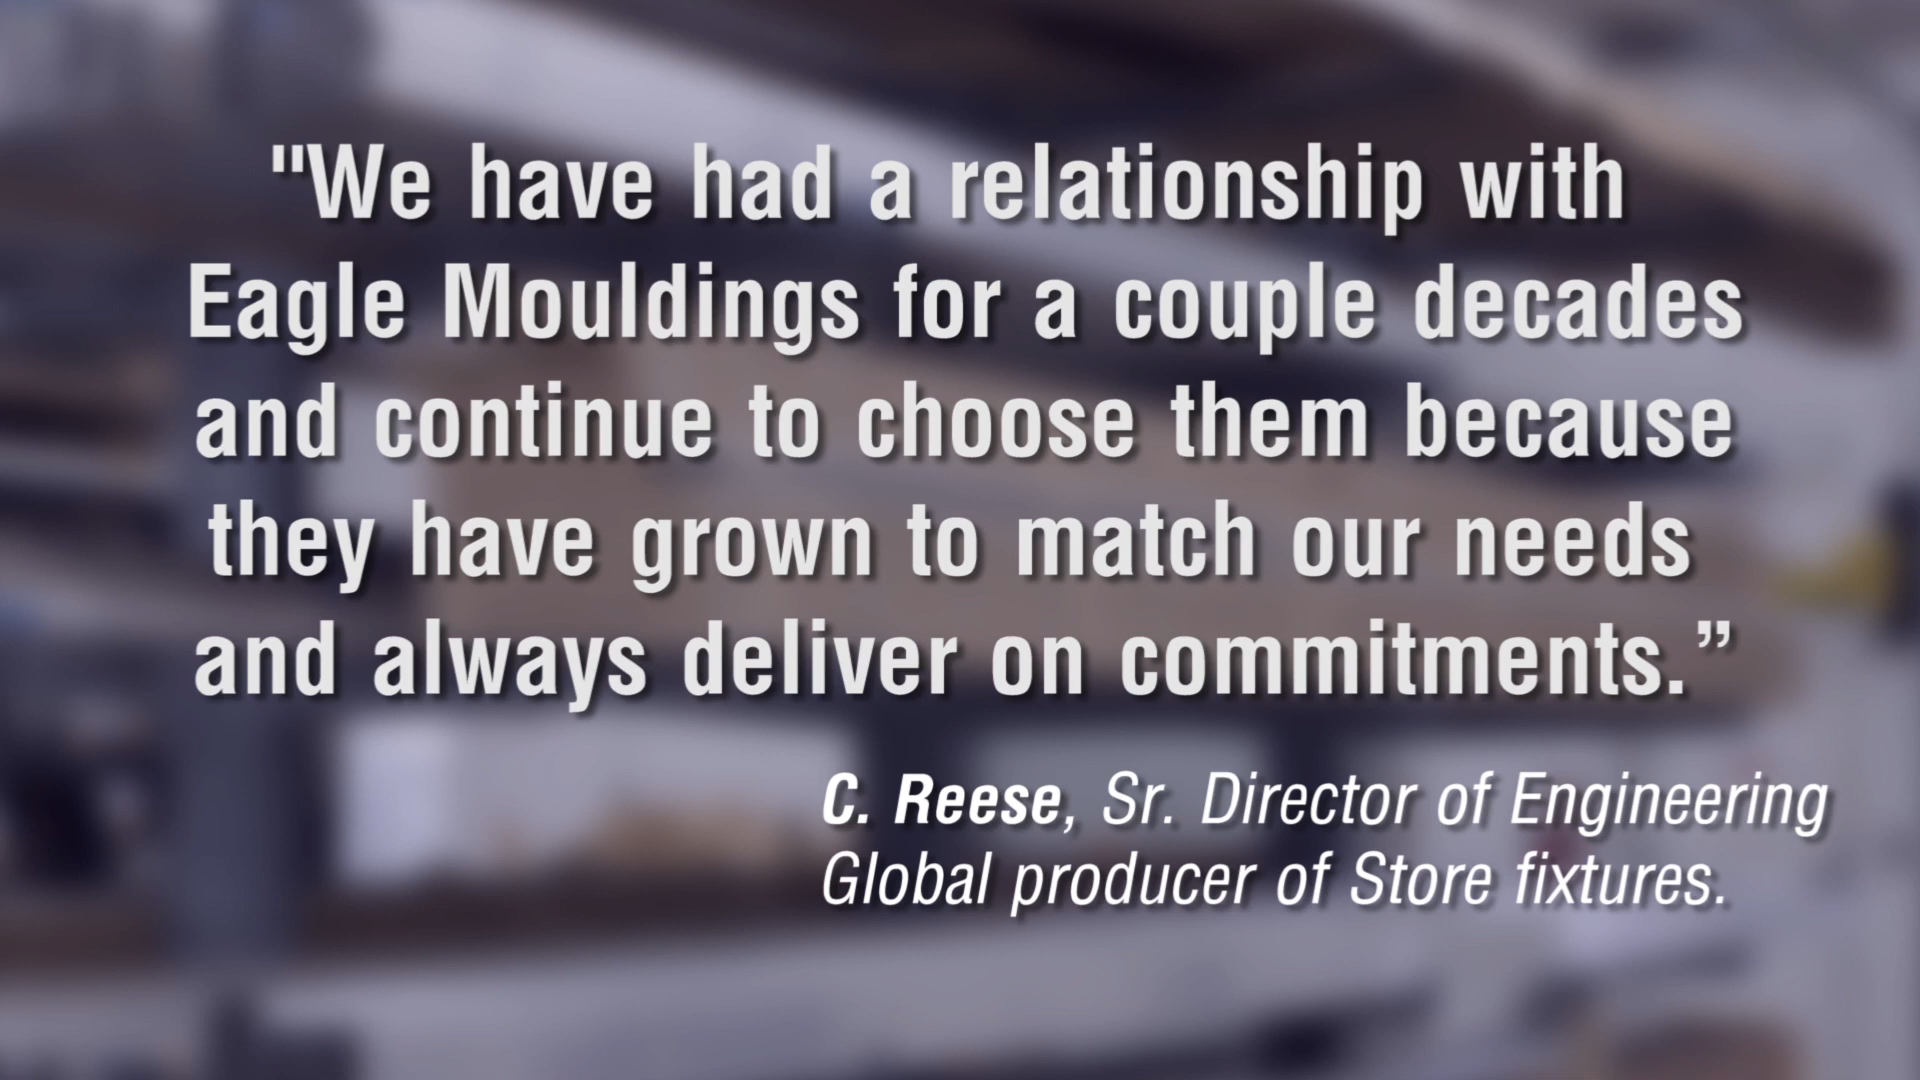 "We have had a relationship with
Eagle Mouldings for a couple decades
and continue to choose them because
they have grown to match our needs
and always deliver on commitments.”
C. Reese, Sr. Director of Engineering
Global producer of Store fixtures.